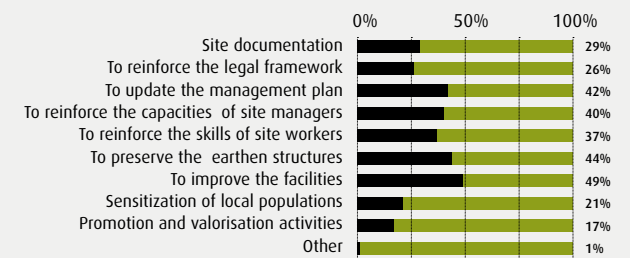 0% 50% 100%
Site documentation 29%
To reinforce the legal framework 26%
To update the management plan 42%
To reinforce the capacities of site managers 40%
To reinforce the skills of site workers 37%
To preserve the earthen structures 44%
To improve the facilities 49%
Sensitization of local populations 21%
Promotion and valorisation activities 17%
Other 1%